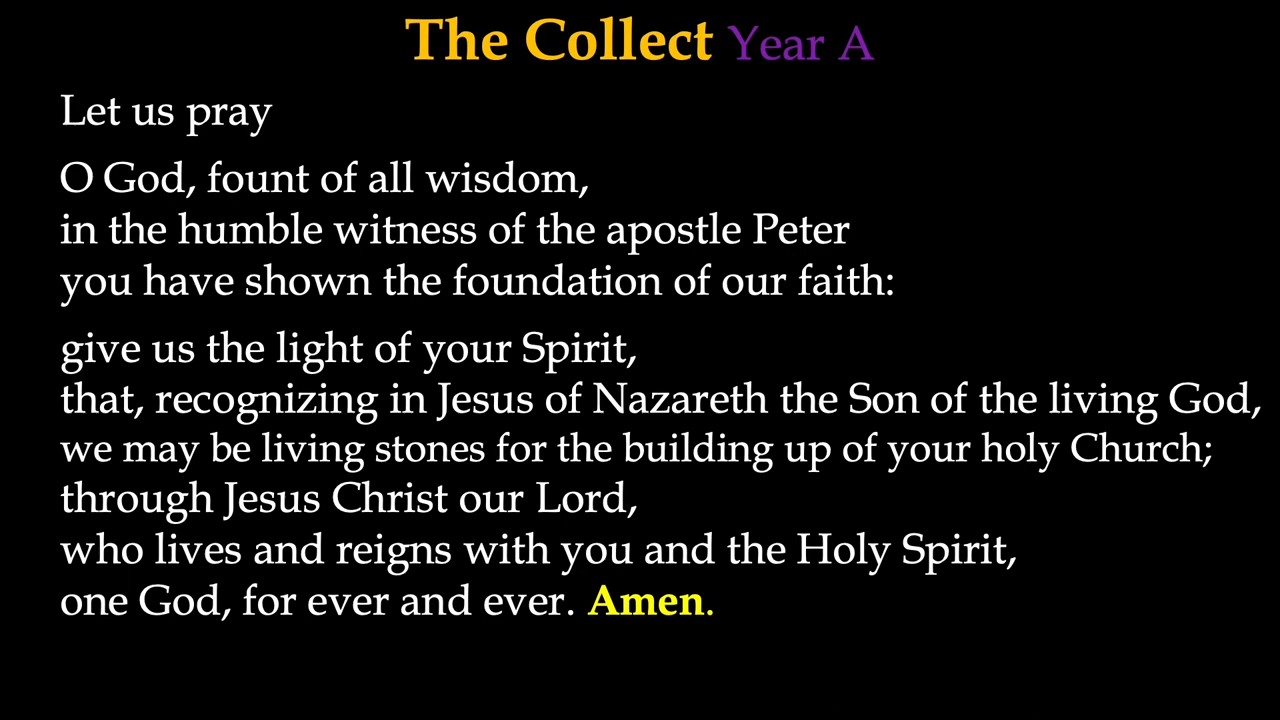 The Collect Year A
Let us pray
O God, fount of all wisdom,
in the humble witness of the apostle Peter
you have shown the foundation of our faith:
give us the light of your Spirit,
that, recognizing in Jesus of Nazareth the Son of the living God,
we may be living stones for the building up of your holy Church;
through Jesus Christ our Lord,
who lives and reigns with you and the Holy Spirit,
one God, for ever and ever. Amen.